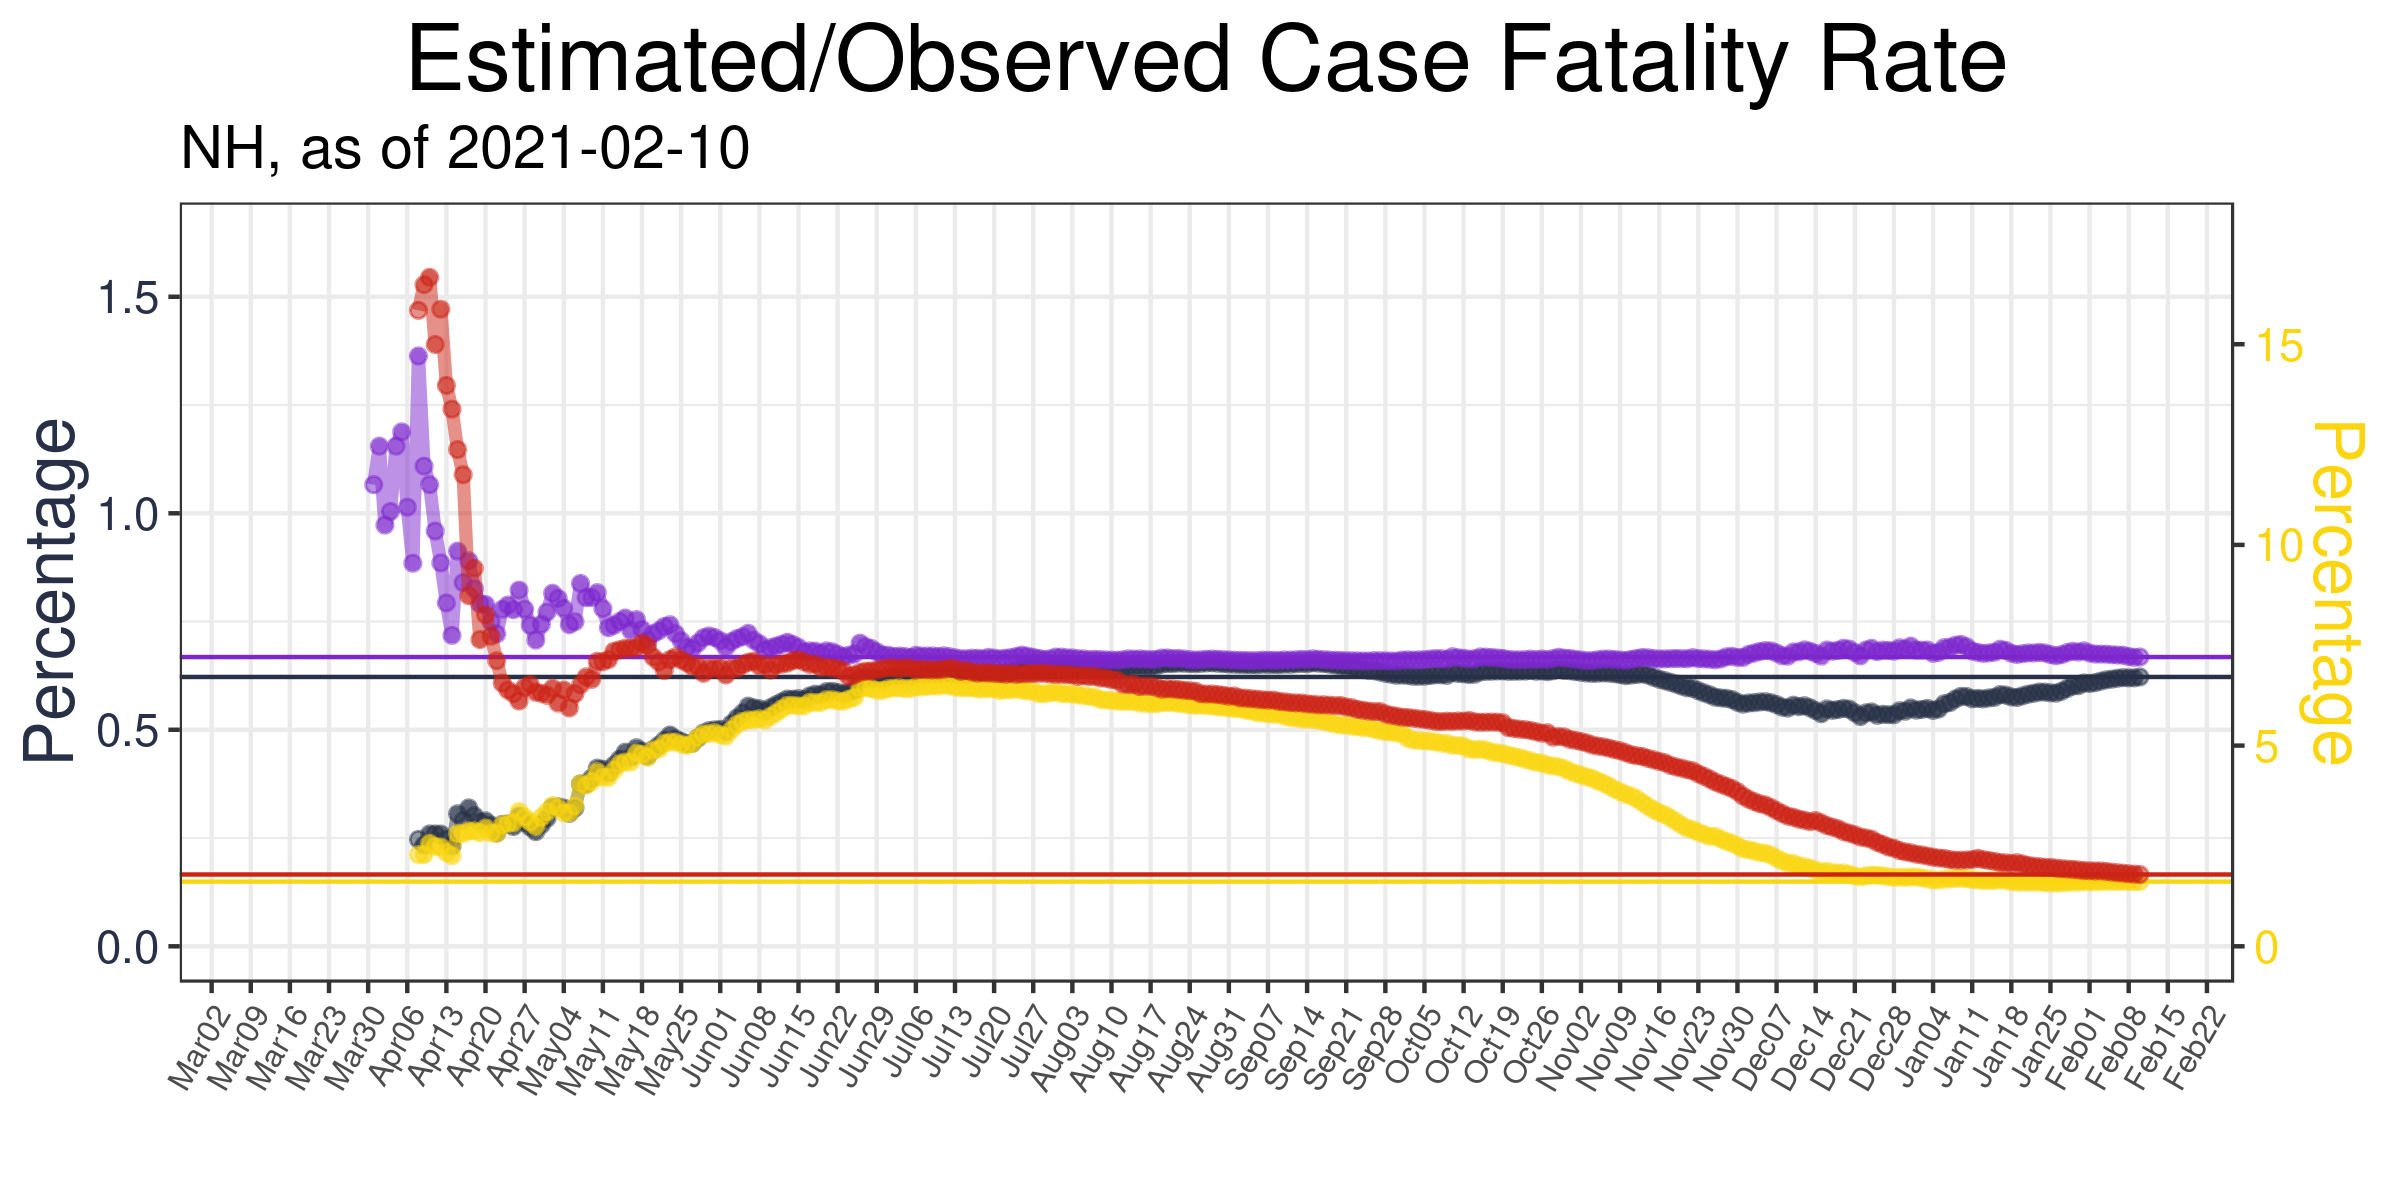 Estimated/Observed Case Fatality Rate
NH, as of 2021-02-10
Percentage
1.5
1.0
0.5
0.0
15
10
5
0
Percentage
Mar02
Mar09
Mar16
Mar23
Mar30
Apr06
Apr13
Apr20
Apr27
May04
May11
May18
May25
Jun01
Jun08
Jun15
Jun22
Jun29
Jul06
Jul13
Jul20
Jul27
Aug03
Aug10
Aug17
Aug24
Aug31
Sep07
Sep14
Sep21
Sep28
Oct05
Oct12
Oct19
Oct26
Nov02
Nov09
Nov16
Nov23
Nov30
Dec07
Dec14
Dec21
Dec28
Jan04
Jan11
Jan18
Jan25
Feb01
Feb08
Feb15
Feb22